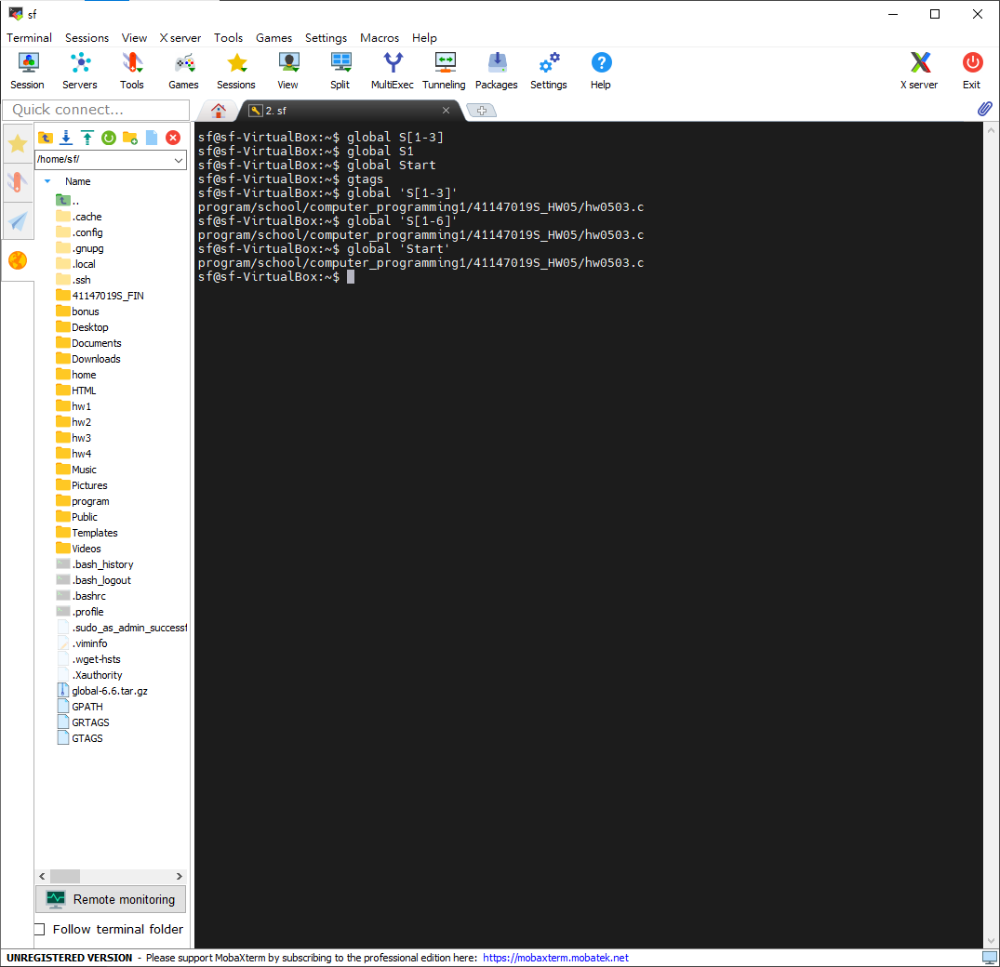 sf
Terminal Sessions View X server Tools Games Settings Macros Help
Session Servers Tools Games Sessions View Split MultiExec Tunneling Packages Settings Help X server Exit
Quick connect...
2. sf
/home/sf/
Name
..
.cache
.config
.gnupg
.local
.ssh
41147019S_FIN
bonus
Desktop
Documents
Downloads
home
HTML
hw1
hw2
hw3
hw4
Music
Pictures
program
Public
Templates
Videos
.bash_history
.bash_logout
.bashrc
.profile
.sudo_as_admin_successf
.viminfo
.wget-hsts
.Xauthority
global-6.6.tar.gz
GPATH
GRTAGS
GTAGS
Remote monitoring
Follow terminal folder
sf@sf-VirtualBox:~$ global S[1-3]
sf@sf-VirtualBox:~$ global S1
sf@sf-VirtualBox:~$ global Start
sf@sf-VirtualBox:~$ gtags
sf@sf-VirtualBox:~$ global 'S[1-3]'
program/school/computer_programming1/41147019S_HW05/hw0503.c
sf@sf-VirtualBox:~$ global 'S[1-6]'
program/school/computer_programming1/41147019S_HW05/hw0503.c
sf@sf-VirtualBox:~$ global 'Start'
program/school/computer_programming1/41147019S_HW05/hw0503.c
sf@sf-VirtualBox:~$
UNREGISTERED VERSION - Please support MobaXterm by subscribing to the professional edition here: https://mobaxterm.mobatek.net